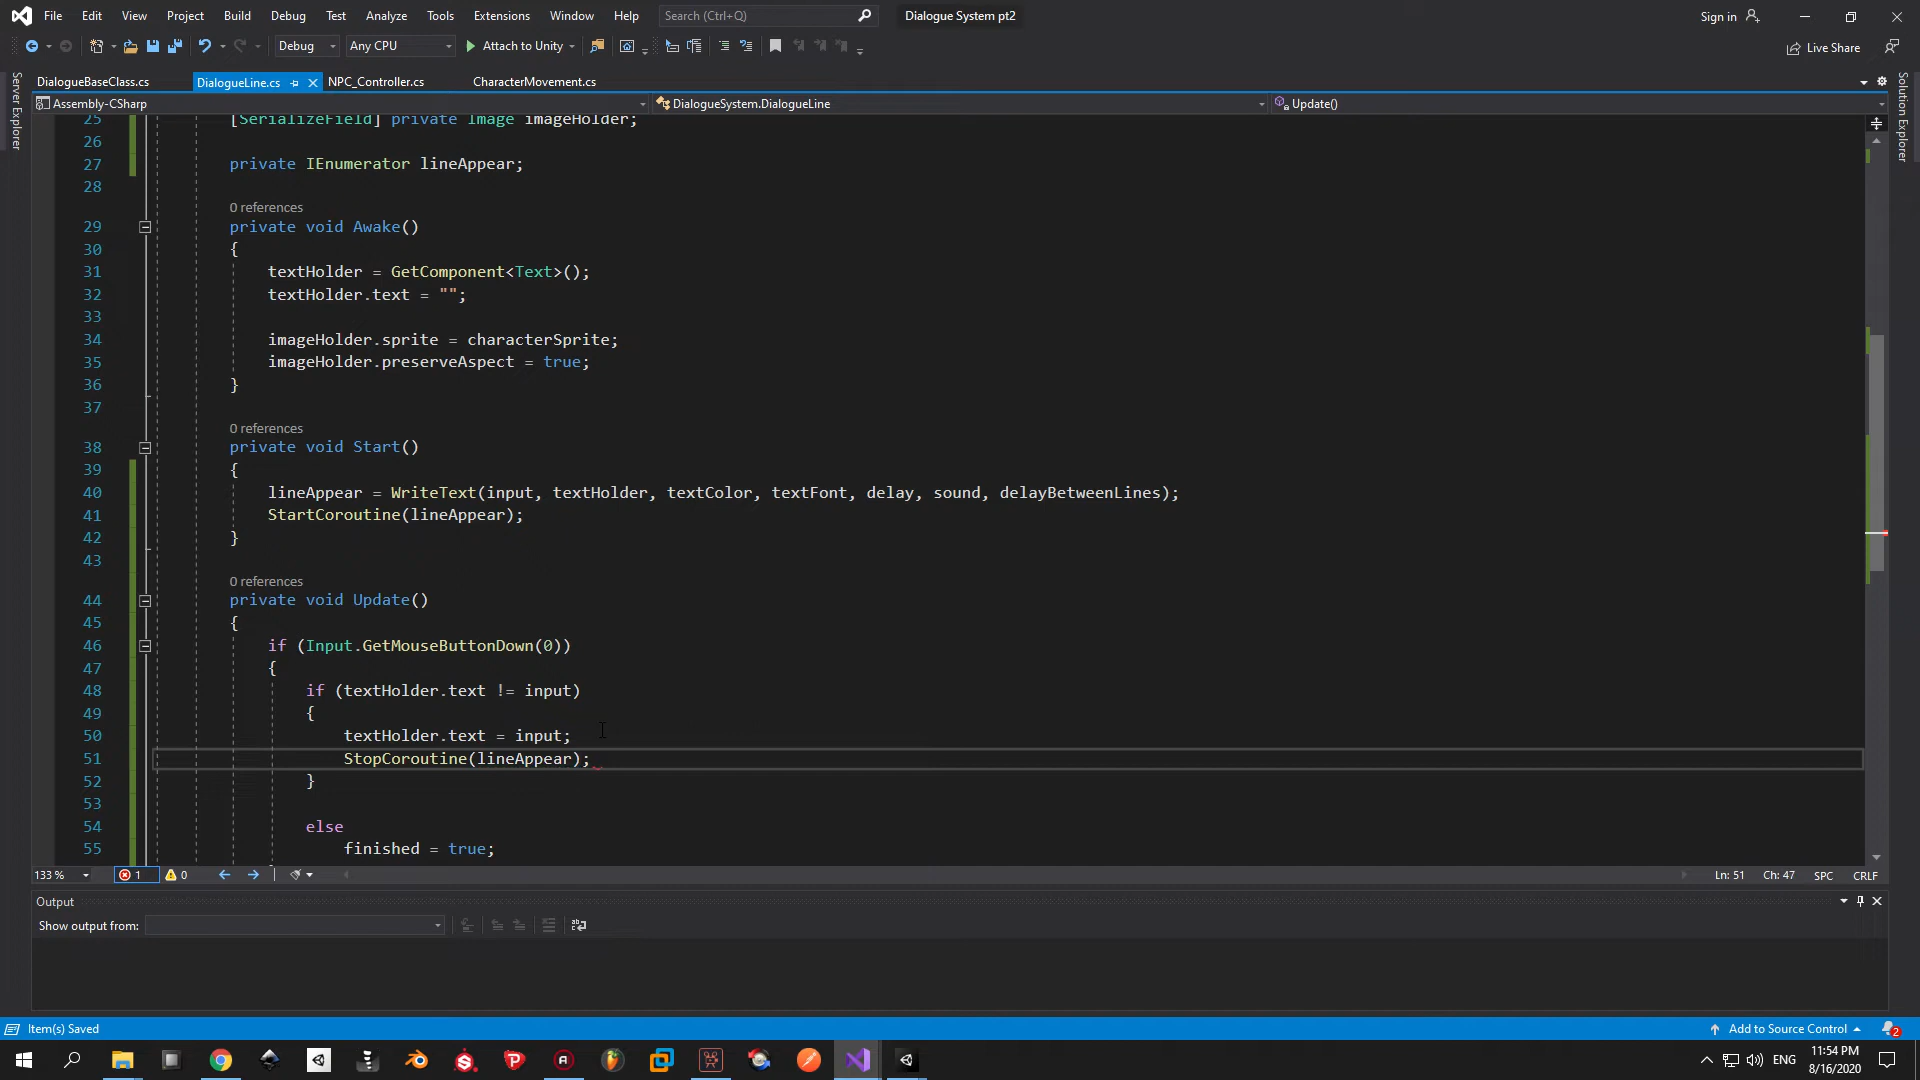 File Edit View Project Build Debug Test Analyze Tools Extensions Window Help Search (Ctrl+Q) Dialogue System pt2 Sign in
Debug Any CPU Attach to Unity Live Share
DialogueBaseClass.cs DialogueLine.cs NPC_Controller.cs CharacterMovement.cs
Assembly-CSharp DialogueSystem.DialogueLine Update()
Server Explorer
Solution Explorer
25 [SerializeField] private Image imageHolder;
26
27 private IEnumerator lineAppear;
28
0 references
29 private void Awake()
30 {
31 textHolder = GetComponent<Text>();
32 textHolder.text = "";
33
34 imageHolder.sprite = characterSprite;
35 imageHolder.preserveAspect = true;
36 }
37
0 references
38 private void Start()
39 {
40 lineAppear = WriteText(input, textHolder, textColor, textFont, delay, sound, delayBetweenLines);
41 StartCoroutine(lineAppear);
42 }
43
0 references
44 private void Update()
45 {
46 if (Input.GetMouseButtonDown(0))
47 {
48 if (textHolder.text != input)
49 {
50 textHolder.text = input;
51 StopCoroutine(lineAppear);
52 }
53
54 else
55 finished = true;
133 % 1 0 Ln: 51 Ch: 47 SPC CRLF
Output
Show output from:
Item(s) Saved Add to Source Control 2
ENG 11:54 PM
8/16/2020